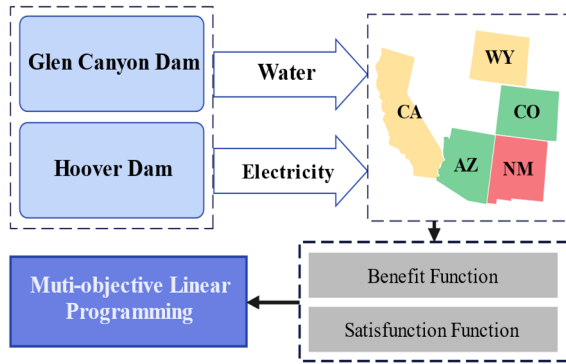 Glen Canyon Dam
Water
Hoover Dam
Electricity
WY
CA
CO
AZ
NM
Benefit Function
Satisfunction Function
Muti-objective Linear
Programming